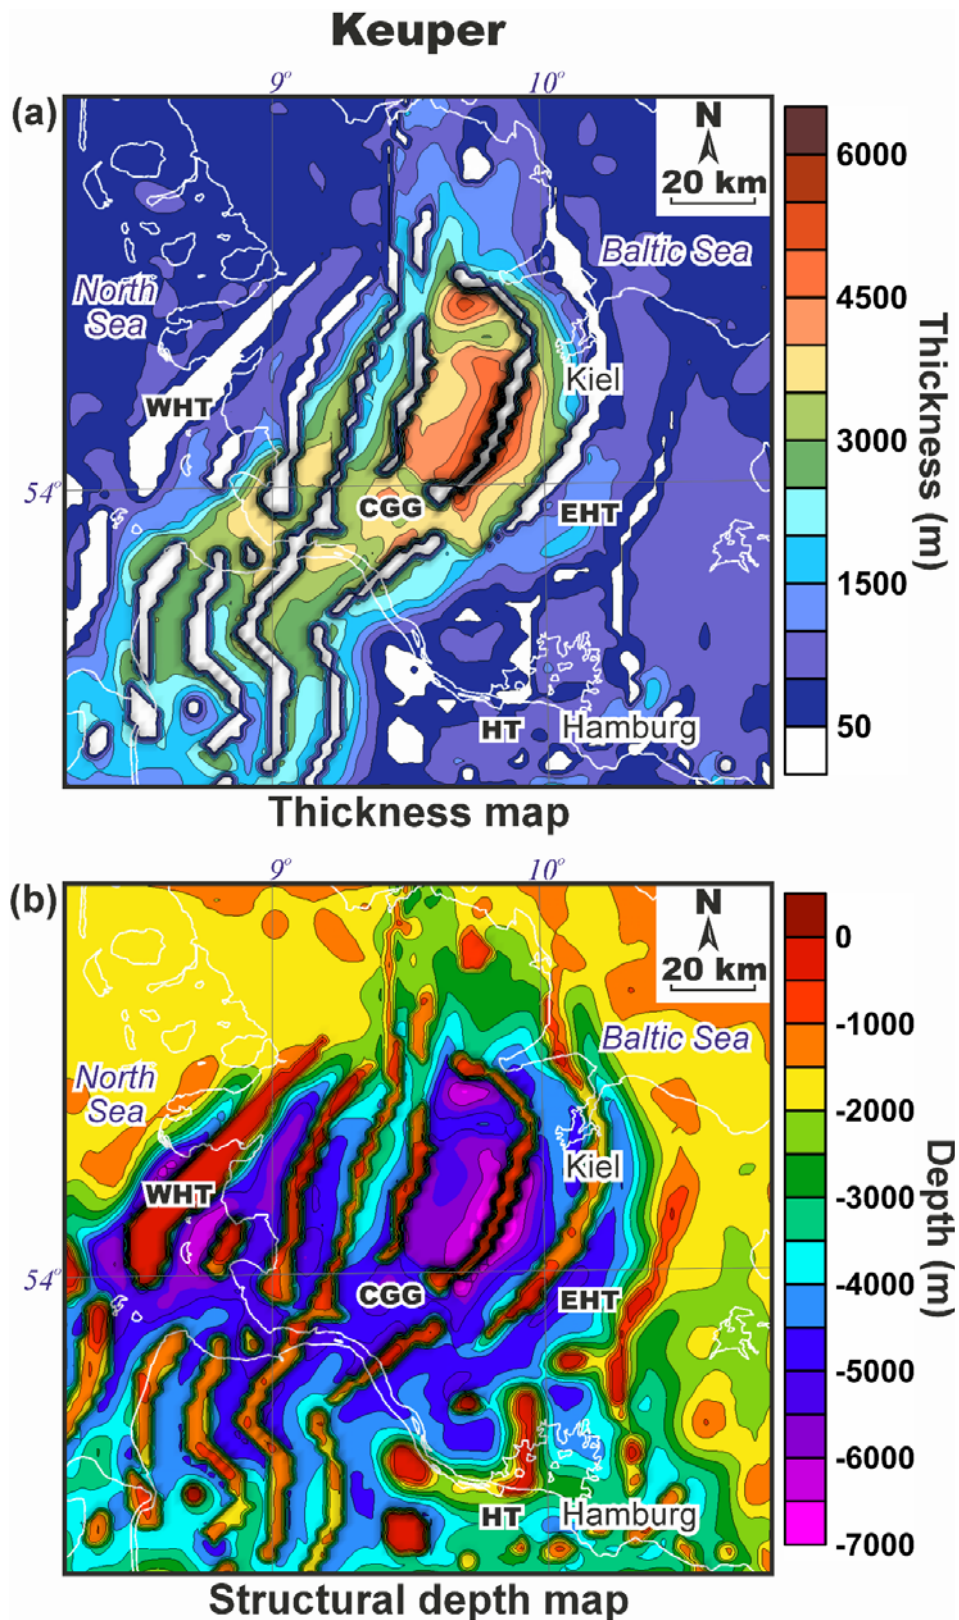 Keuper
9° 10°
(a)
N
20 km
6000
Baltic Sea
North
Sea
4500
Kiel
WHT
3000
54°
CGG EHT
1500
Thickness (m)
HT Hamburg
50
Thickness map
9° 10°
(b)
N
20 km
0
-1000
Baltic Sea
North
Sea
-2000
Kiel
WHT
-3000
54°
CGG EHT
-4000
Depth (m)
-5000
-6000
HT Hamburg
-7000
Structural depth map